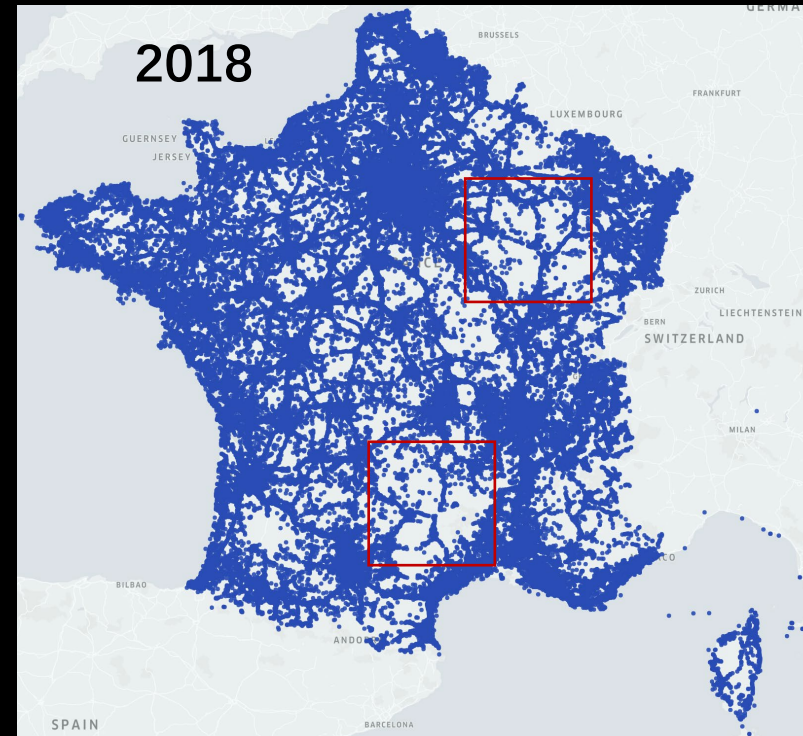 GERMA
2018
BRUSSELS
FRANKFURT
LUXEMBOURG
GUERNSEY
JERSEY
ZURICH
LIECHTENSTEIN
BERN
SWITZERLAND
MILAN
BILBAO
ANDO
SPAIN
BARCELONA